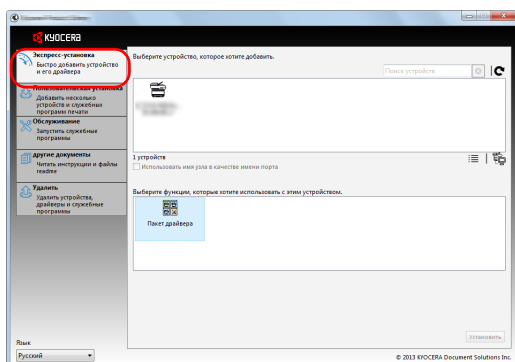 KYOCERA
Экспресс-установка
Быстро добавить устройство
и его драйвера
Пользовательская установка
Добавить несколько
устройств и служебных
программ печати
Обслуживание
Запустить служебные
программы
другие документы
Читать инструкции и файлы
readme
Удалить
Удалить устройства,
драйверы и служебные
программы
Язык
Русский
Выберите устройство, которое хотите добавить.
Поиск устройств
1 устройств
Использовать имя узла в качестве имени порта
Выберите функции, которые хотите использовать с этим устройством.
Пакет драйвера
Установить
© 2013 KYOCERA Document Solutions Inc.